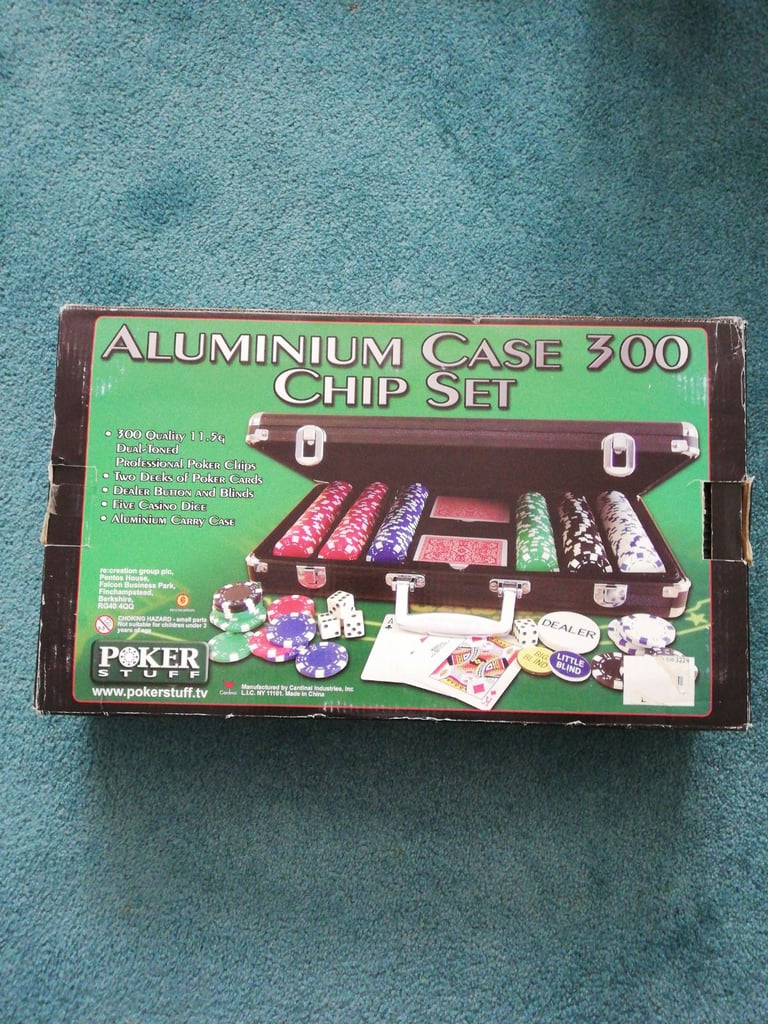 ALUMINIUM CASE 300
CHIP SET
• 300 QUALITY 11.5G
DUAL-TONED
PROFESSIONAL POKER CHIPS
• TWO DECKS OF POKER CARDS
• DEALER BUTTON AND BLINDS
• FIVE CASINO DICE
• ALUMINIUM CARRY CASE
re:creation group plc,
Pentos House,
Falcon Business Park,
Finchampstead,
Berkshire,
RG40 4QQ
CHOKING HAZARD - small parts
Not suitable for children under 3
years of age
POKER
STUFF
www.pokerstuff.tv
Cardinal
Manufactured by Cardinal Industries, Inc
L.I.C. NY 11101. Made in China
A
K
DEALER
BIG
BLIND
LITTLE
BLIND